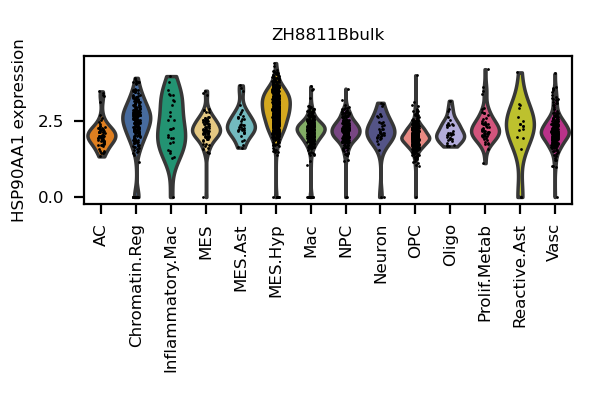 ZH8811Bbulk
HSP90AA1 expression
2.5
0.0
AC
Chromatin.Reg
Inflammatory.Mac
MES
MES.Ast
MES.Hyp
Mac
NPC
Neuron
OPC
Oligo
Prolif.Metab
Reactive.Ast
Vasc